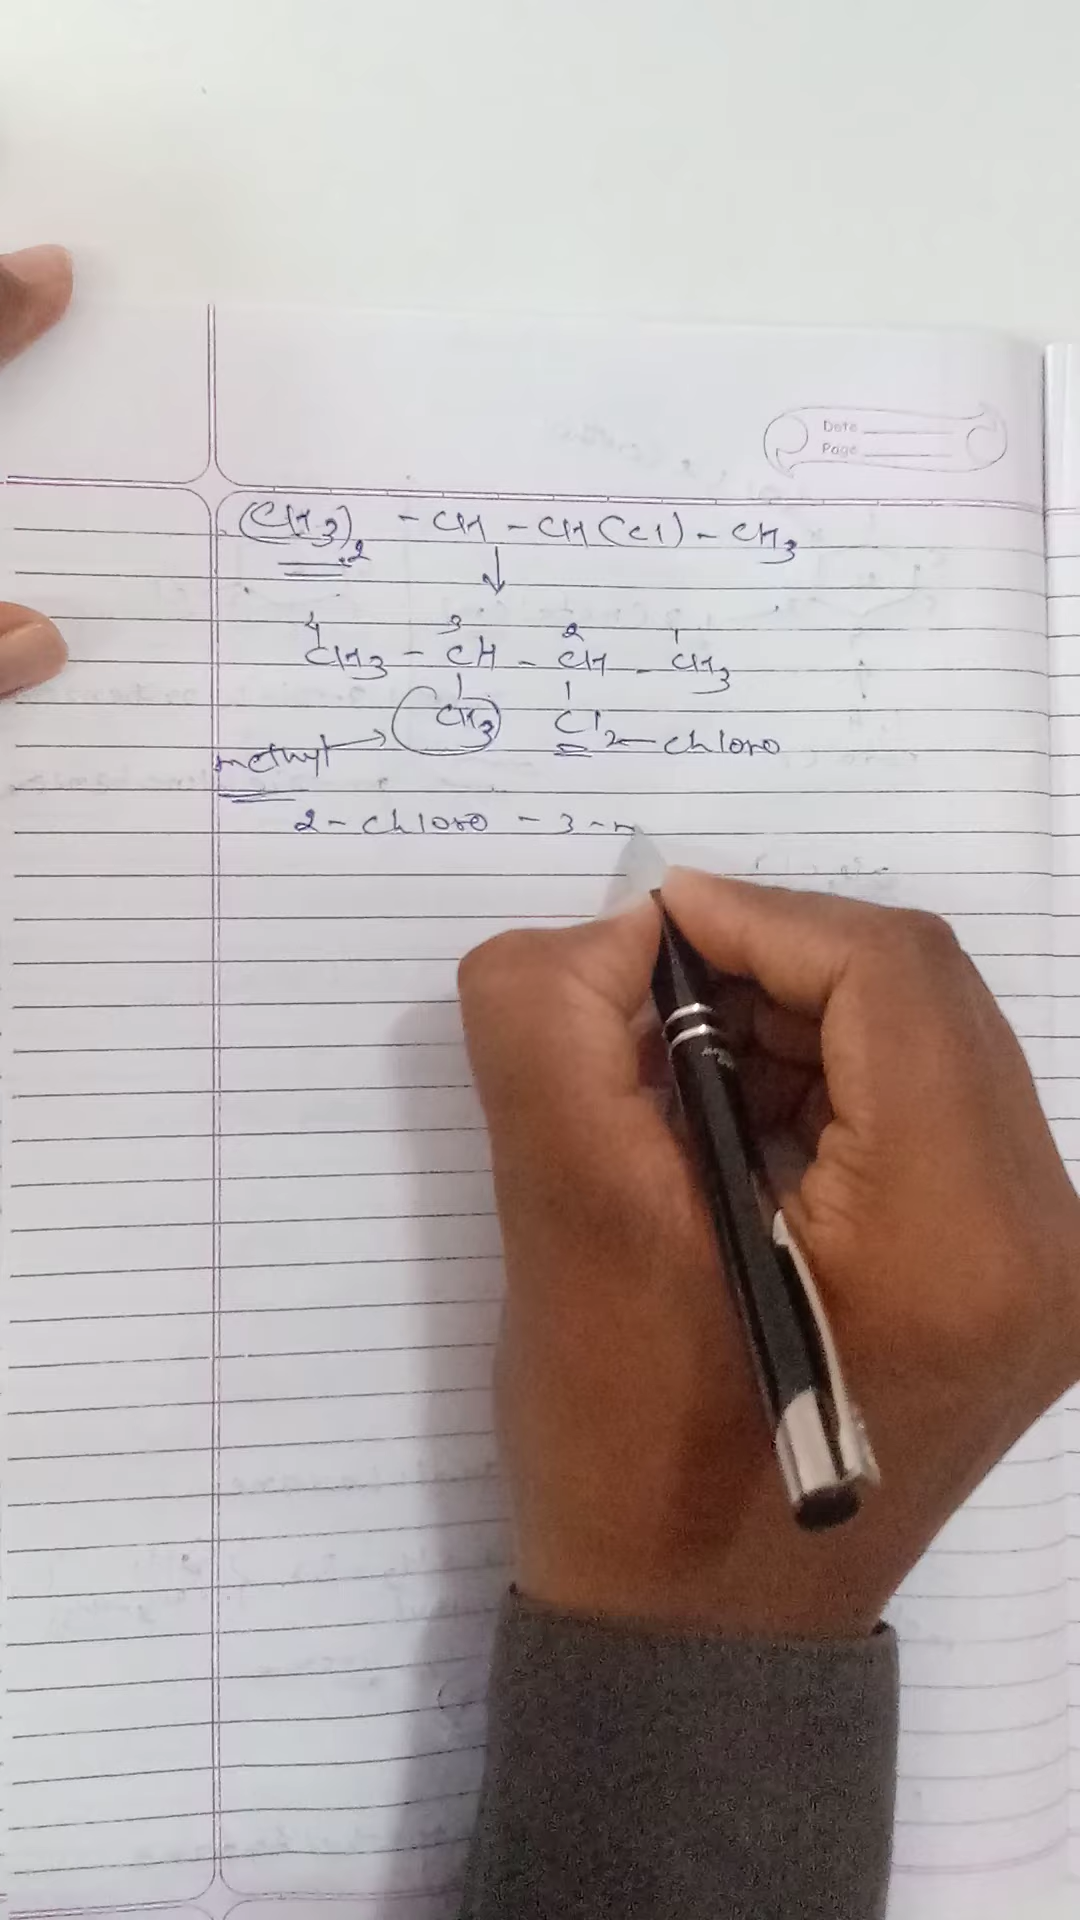 Date
Page
(CH3)2 - CH - CH(Cl) - CH3
↓
4 3 2 1
CH3 - CH - CH - CH3
CH3 Cl 2-chloro
methyl →
2 - chloro - 3 - m